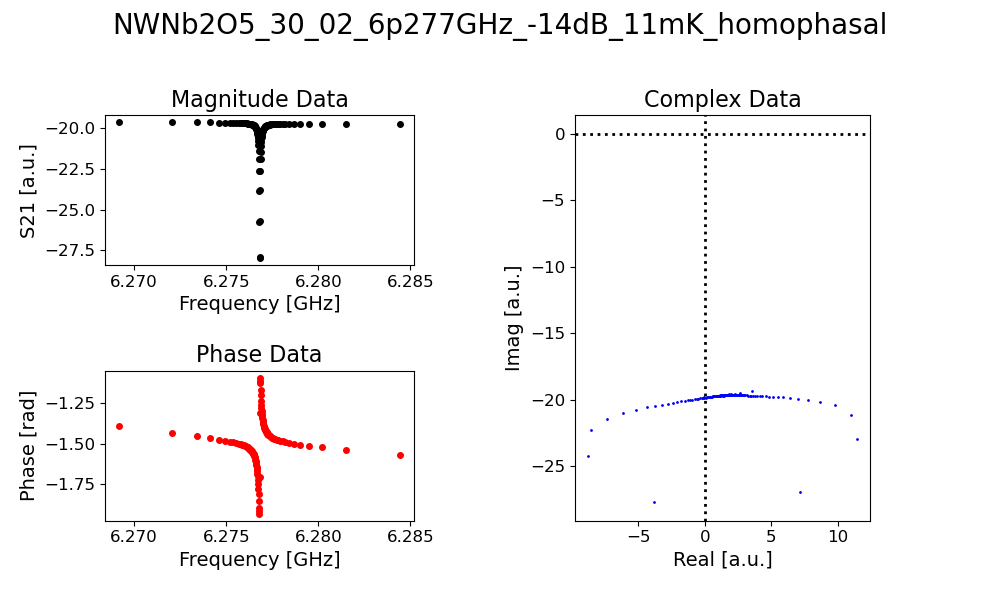 NWNb2O5_30_02_6p277GHz_-14dB_11mK_homophasal
Magnitude Data
S21 [a.u.]
−20.0
−22.5
−25.0
−27.5
6.270 6.275 6.280 6.285
Frequency [GHz]
Phase Data
Phase [rad]
−1.25
−1.50
−1.75
6.270 6.275 6.280 6.285
Frequency [GHz]
Complex Data
Imag [a.u.]
0
−5
−10
−15
−20
−25
−5 0 5 10
Real [a.u.]